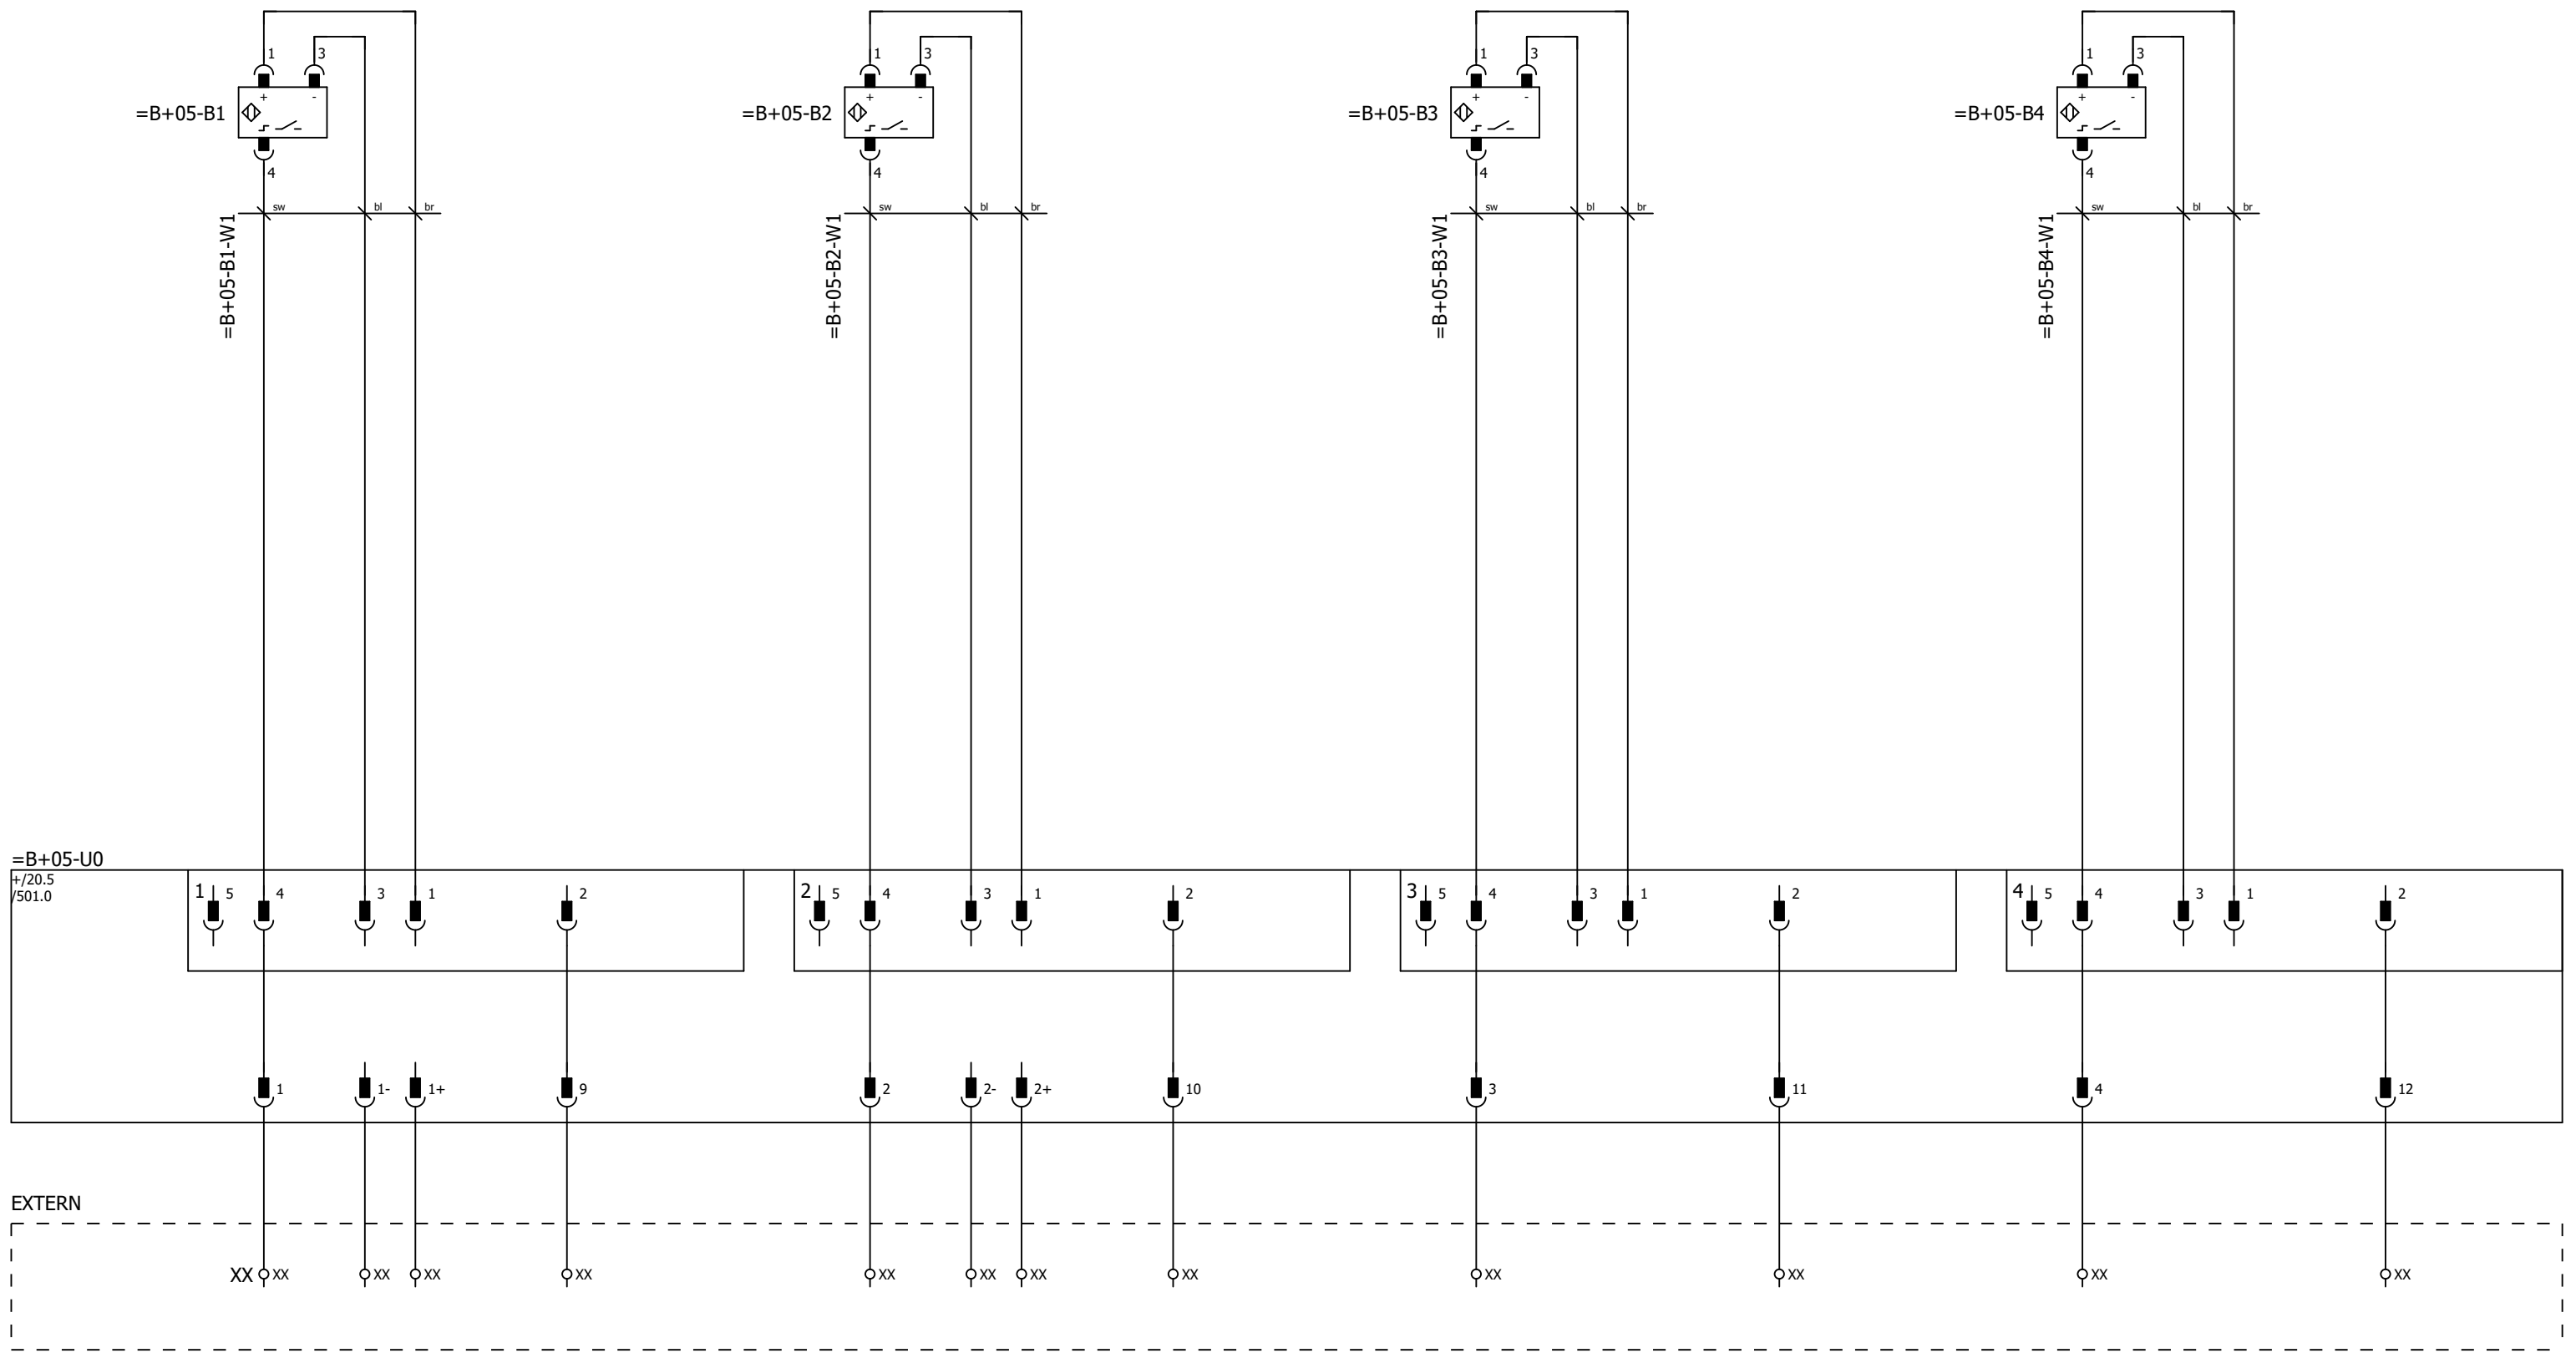 1 3 1 3 1 3 1 3
+ - + - + - + -
=B+05-B1 =B+05-B2 =B+05-B3 =B+05-B4
4 4 4 4
sw bl br sw bl br sw bl br sw bl br
=B+05-B1-W1
=B+05-B2-W1
=B+05-B3-W1
=B+05-B4-W1
=B+05-U0
+/20.5
/501.0
1 5 4 3 1 2 2 5 4 3 1 2 3 5 4 3 1 2 4 5 4 3 1 2
1 1- 1+ 9 2 2- 2+ 10 3 11 4 12
EXTERN
XX XX XX XX XX XX XX XX XX XX XX XX XX